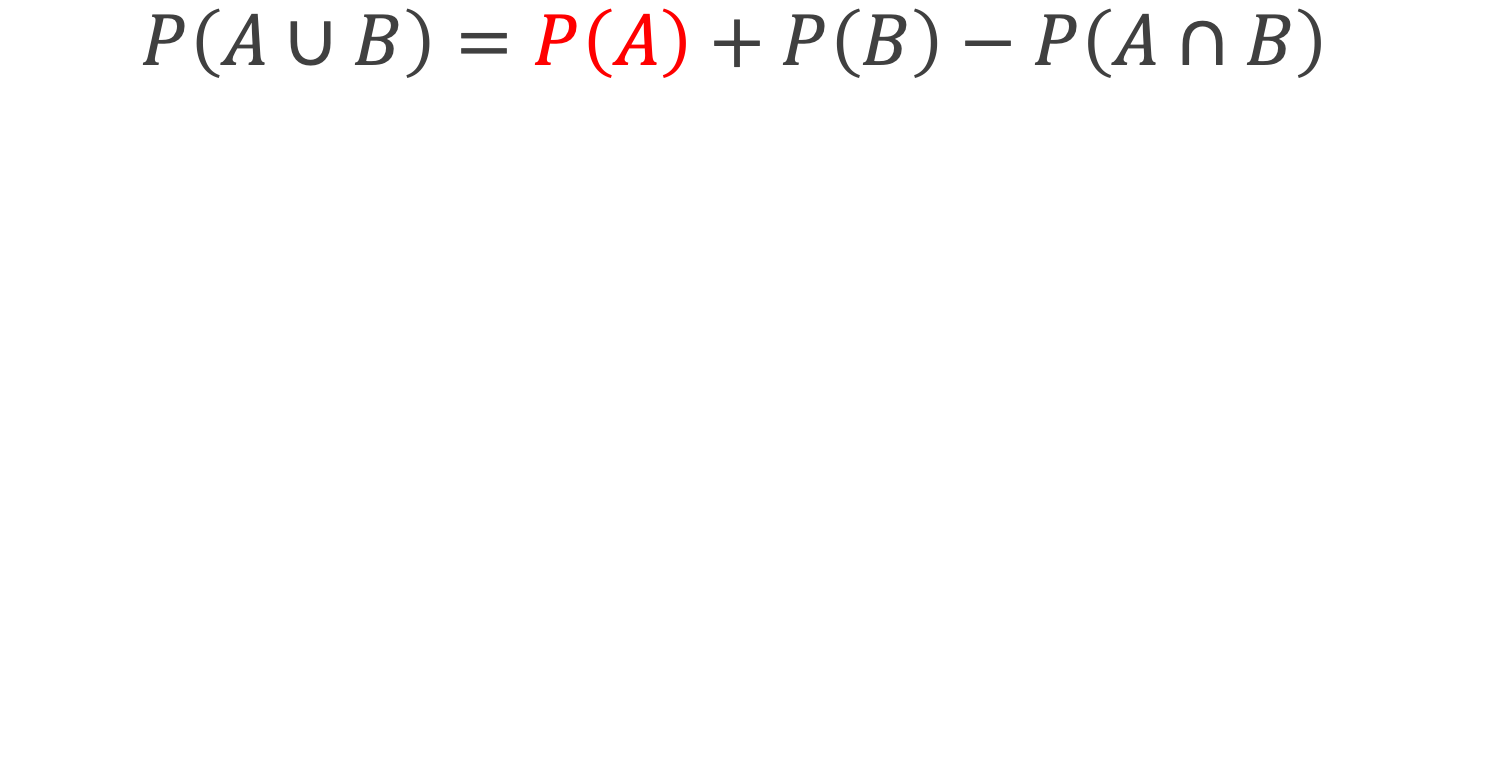 P(A ∪ B) = P(A) + P(B) − P(A ∩ B)